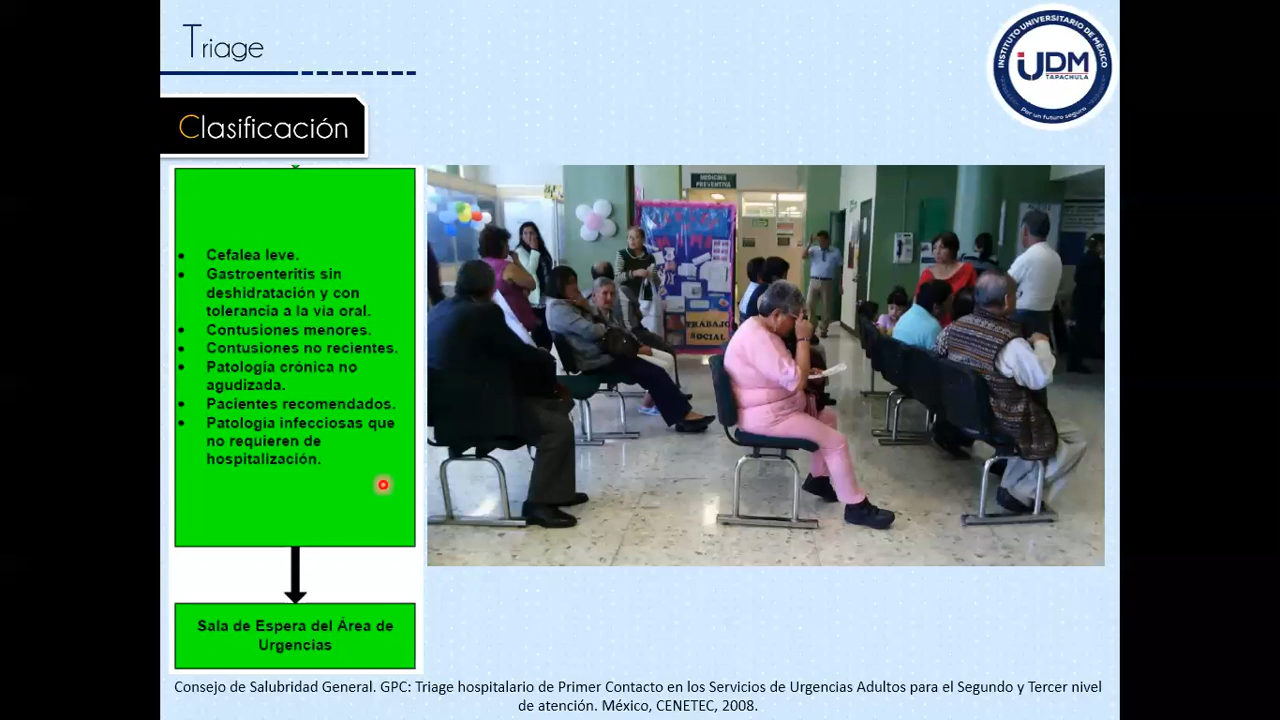 Triage
INSTITUTO UNIVERSITARIO DE MÉXICO
UDM
TAPACHULA
Por un futuro seguro
Clasificación
• Cefalea leve.
• Gastroenteritis sin
deshidratación y con
tolerancia a la vía oral.
• Contusiones menores.
• Contusiones no recientes.
• Patología crónica no
agudizada.
• Pacientes recomendados.
• Patología infecciosas que
no requieren de
hospitalización.
MEDICINA
PREVENTIVA
TRABAJO
SOCIAL
Sala de Espera del Área de
Urgencias
Consejo de Salubridad General. GPC: Triage hospitalario de Primer Contacto en los Servicios de Urgencias Adultos para el Segundo y Tercer nivel
de atención. México, CENETEC, 2008.